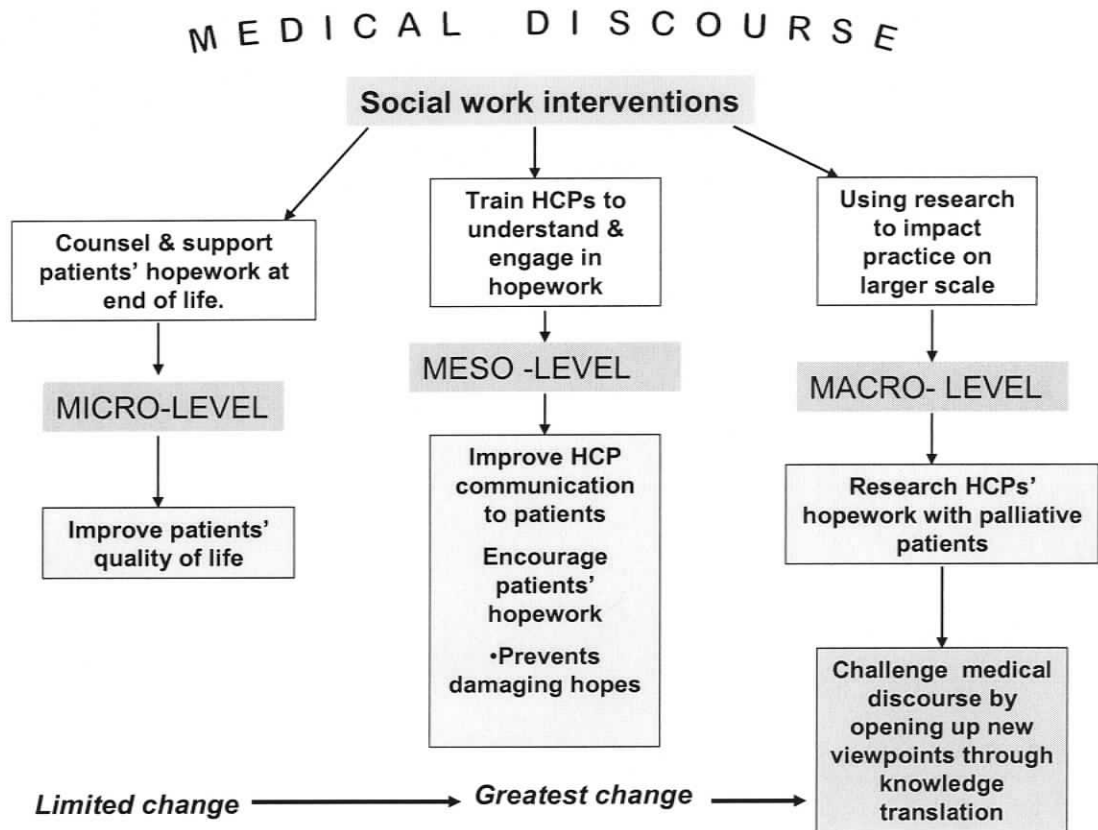 MEDICAL DISCOURSE
Social work interventions
Counsel & support
patients’ hopework at
end of life.
MICRO-LEVEL
Improve patients’
quality of life
Train HCPs to
understand &
engage in
hopework
MESO -LEVEL
Improve HCP
communication
to patients
Encourage
patients’
hopework
•Prevents
damaging hopes
Using research
to impact
practice on
larger scale
MACRO- LEVEL
Research HCPs’
hopework with palliative
patients
Challenge medical
discourse by
opening up new
viewpoints through
knowledge
translation
Limited change
Greatest change